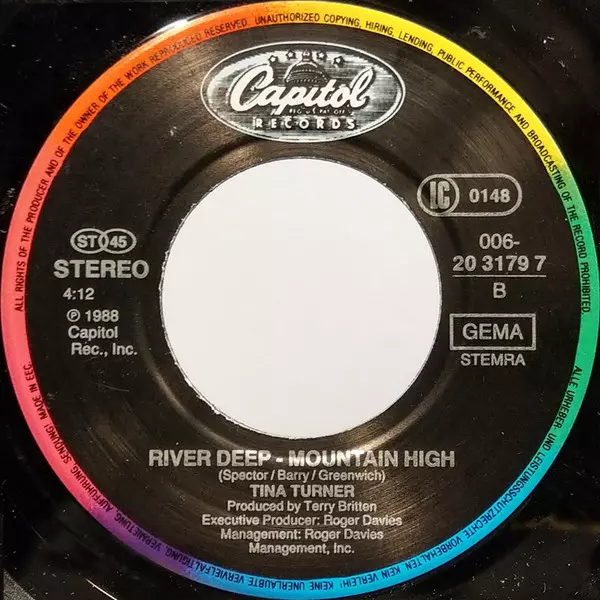 ALL RIGHTS OF THE PRODUCER AND OF THE OWNER OF THE WORK REPRODUCED RESERVED. UNAUTHORIZED COPYING, HIRING, LENDING, PUBLIC PERFORMANCE AND BROADCASTING OF THE RECORD PROHIBITED.
Capitol
RECORDS
IC 0148
ST 45
STEREO
4:12
℗ 1988
Capitol
Rec., Inc.
006-
20 3179 7
B
GEMA
STEMRA
RIVER DEEP - MOUNTAIN HIGH
(Spector/Barry/Greenwich)
TINA TURNER
Produced by Terry Britten
Executive Producer: Roger Davies
Management: Roger Davies
Management, Inc.
ALLE URHEBER- UND LEISTUNGSSCHUTZRECHTE VORBEHALTEN. KEIN VERLEIH! KEINE UNERLAUBTE VERVIELFÄLTIGUNG, VERMIETUNG, AUFFÜHRUNG, SENDUNG! MADE IN EEC.